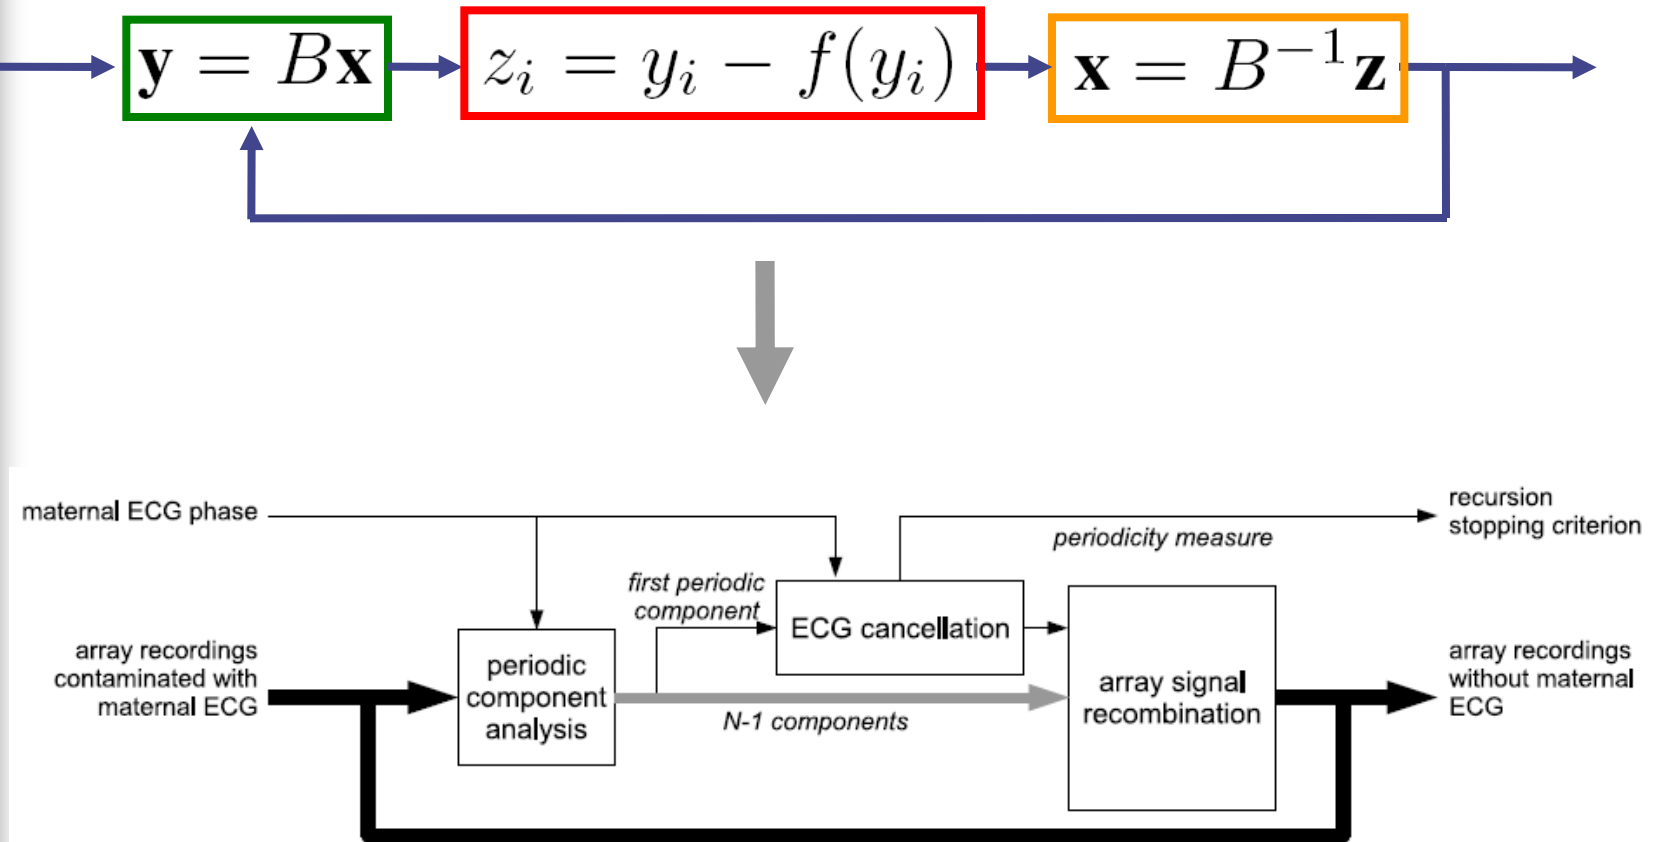 y = Bx
z_i = y_i − f(y_i)
x = B^{−1}z
maternal ECG phase
recursion
stopping criterion
periodicity measure
first periodic
component
ECG cancellation
array recordings
contaminated with
maternal ECG
periodic
component
analysis
N-1 components
array signal
recombination
array recordings
without maternal
ECG